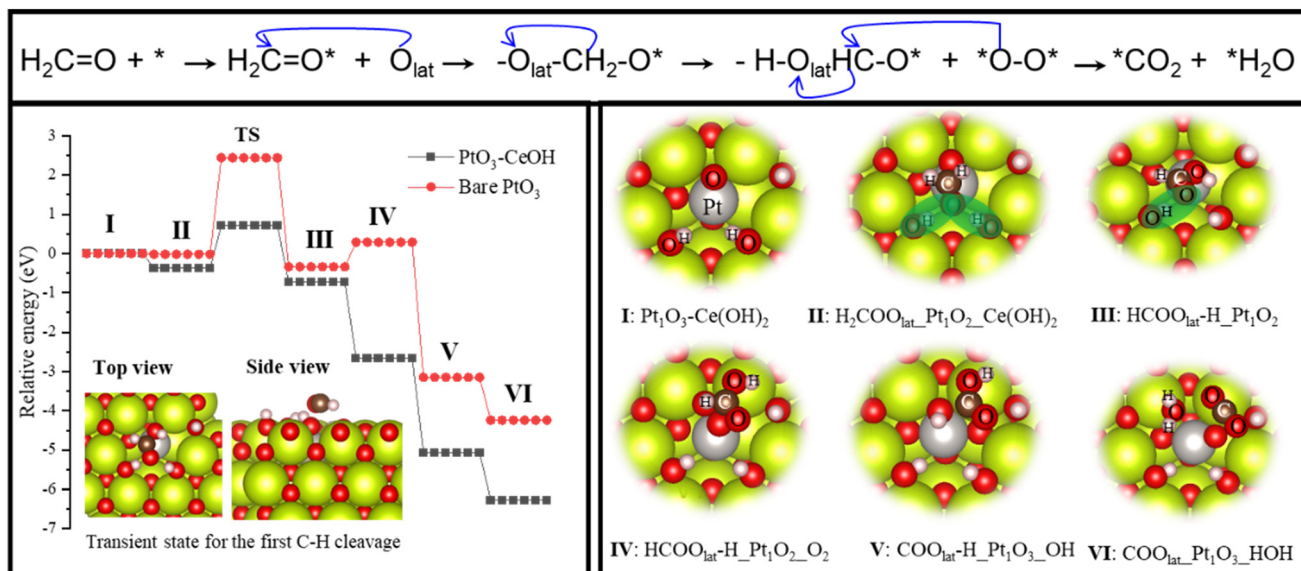 H₂C=O + * → H₂C=O* + Oₗₐₜ → -Oₗₐₜ-CH₂-O* → - H-OₗₐₜHC-O* + *O-O* → *CO₂ + *H₂O
3
2
1
0
-1
-2
-3
-4
-5
-6
-7
Relative energy (eV)
TS
PtO₃-CeOH
Bare PtO₃
I
II
III
IV
V
VI
Top view
Side view
Transient state for the first C-H cleavage
O
Pt
H
H
O
O
I: Pt₁O₃-Ce(OH)₂
H
H
C
O
H
H
O
O
II: H₂COOₗₐₜ_Pt₁O₂_Ce(OH)₂
H
C
O
H
O
H
O
III: HCOOₗₐₜ-H_Pt₁O₂
O
H
H
C
O
IV: HCOOₗₐₜ-H_Pt₁O₂_O₂
O
H
C
O
V: COOₗₐₜ-H_Pt₁O₃_OH
H
O
H
O
C
O
VI: COOₗₐₜ_Pt₁O₃_HOH